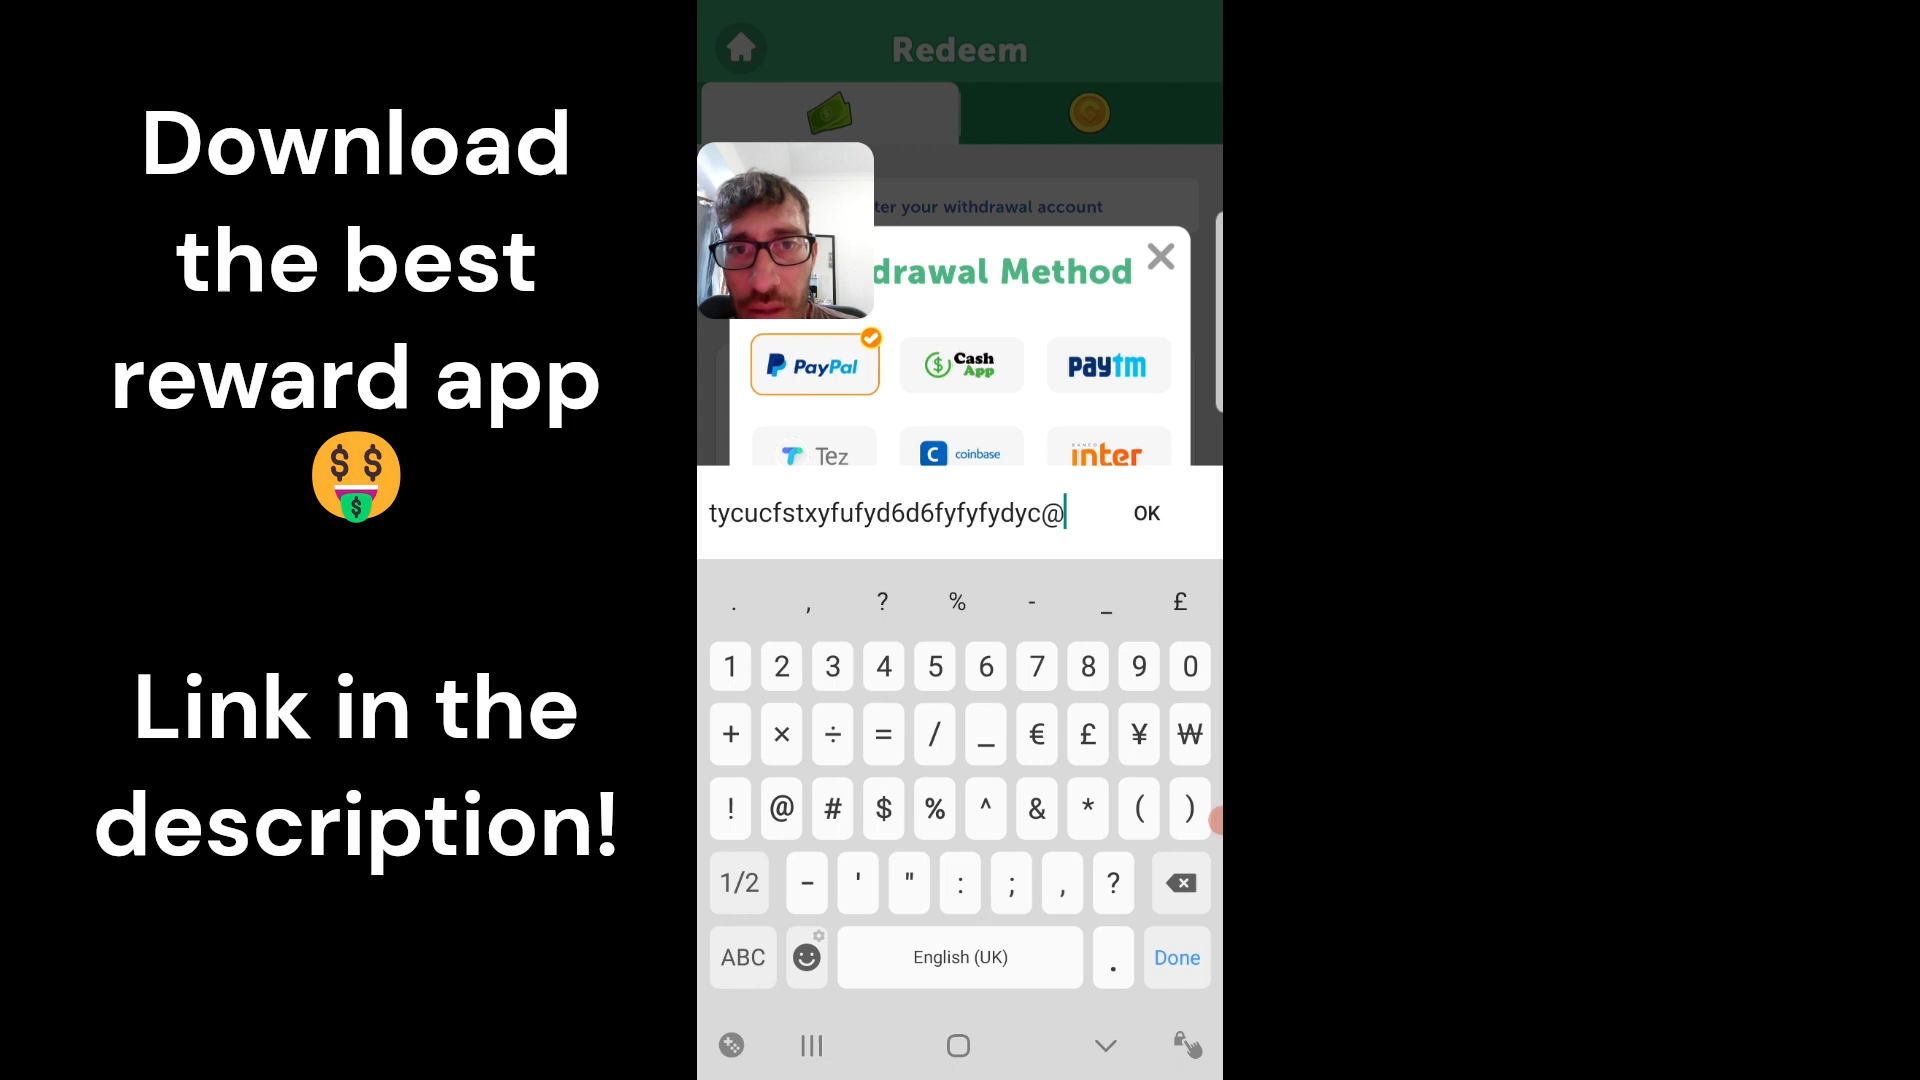 Download
the best
reward app
Link in the
description!
Redeem
ter your withdrawal account
drawal Method
PayPal
Cash App
paytm
Tez
coinbase
BANCO
inter
tycucfstxyfufyd6d6fyfyfydyc@
OK
. , ? % - _ £
1 2 3 4 5 6 7 8 9 0
+ × ÷ = / _ € £ ¥ ₩
! @ # $ % ^ & * ( )
1/2 - ' " : ; , ?
ABC English (UK) . Done